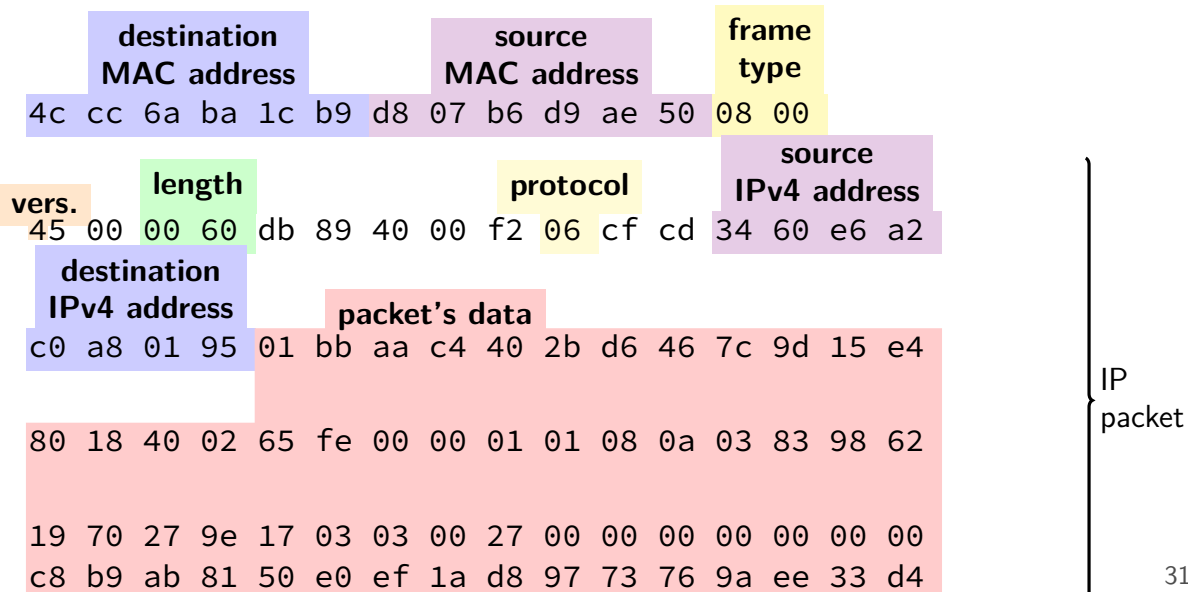 destination
MAC address
source
MAC address
frame
type
4c cc 6a ba 1c b9 d8 07 b6 d9 ae 50 08 00
vers.
length
protocol
source
IPv4 address
45 00 00 60 db 89 40 00 f2 06 cf cd 34 60 e6 a2
destination
IPv4 address
packet's data
c0 a8 01 95 01 bb aa c4 40 2b d6 46 7c 9d 15 e4
80 18 40 02 65 fe 00 00 01 01 08 0a 03 83 98 62
19 70 27 9e 17 03 03 00 27 00 00 00 00 00 00 00
c8 b9 ab 81 50 e0 ef 1a d8 97 73 76 9a ee 33 d4
IP
packet
31